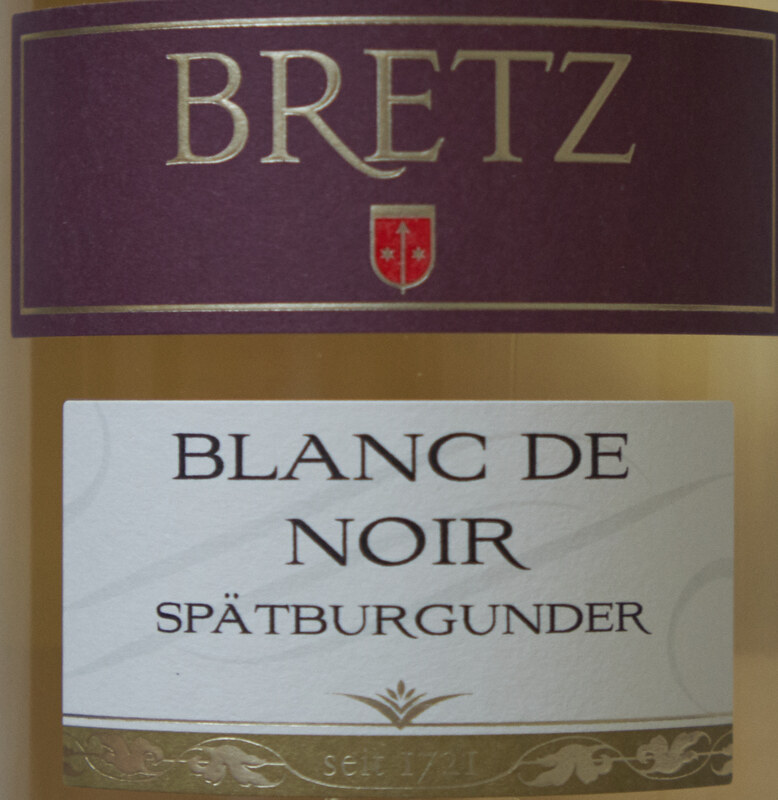 BRETZ
BLANC DE
NOIR
SPÄTBURGUNDER
seit 1721